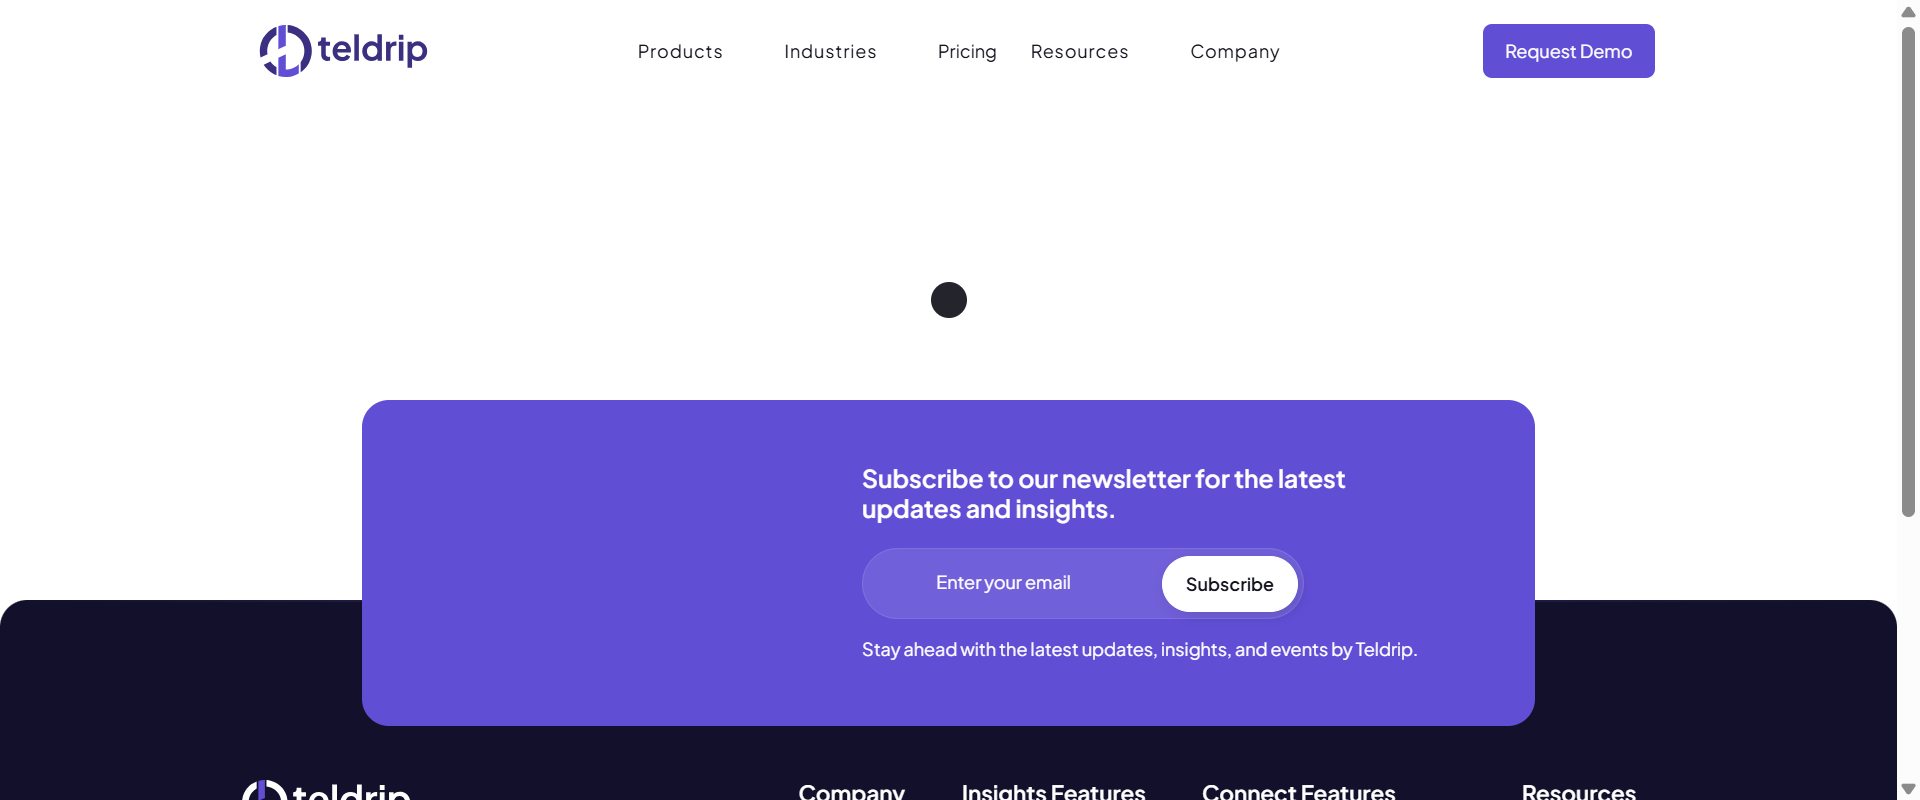 teldrip
Products
Industries
Pricing
Resources
Company
Request Demo
Subscribe to our newsletter for the latest
updates and insights.
Enter your email
Subscribe
Stay ahead with the latest updates, insights, and events by Teldrip.
teldrip
Company
Insights Features
Connect Features
Resources